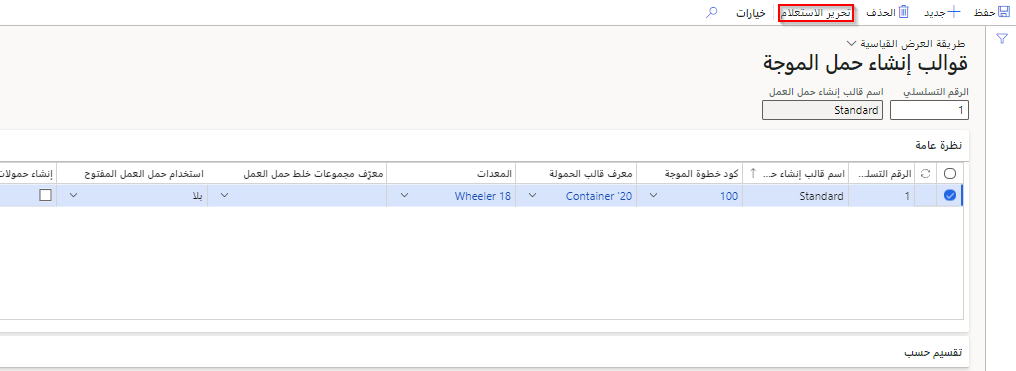 حفظ جديد الحذف تحرير الاستعلام خيارات
طريقة العرض القياسية
قوالب إنشاء حمل الموجة
الرقم التسلسلي اسم قالب إنشاء حمل العمل
1 Standard
نظرة عامة
الرقم التسلـ... اسم قالب إنشاء حـ... كود خطوة الموجة معرف قالب الحمولة المعدات معرّف مجموعات خلط حمل العمل استخدام حمل العمل المفتوح إنشاء حمولات
1 Standard 100 Container '20 Wheeler 18 بلا
تقسيم حسب